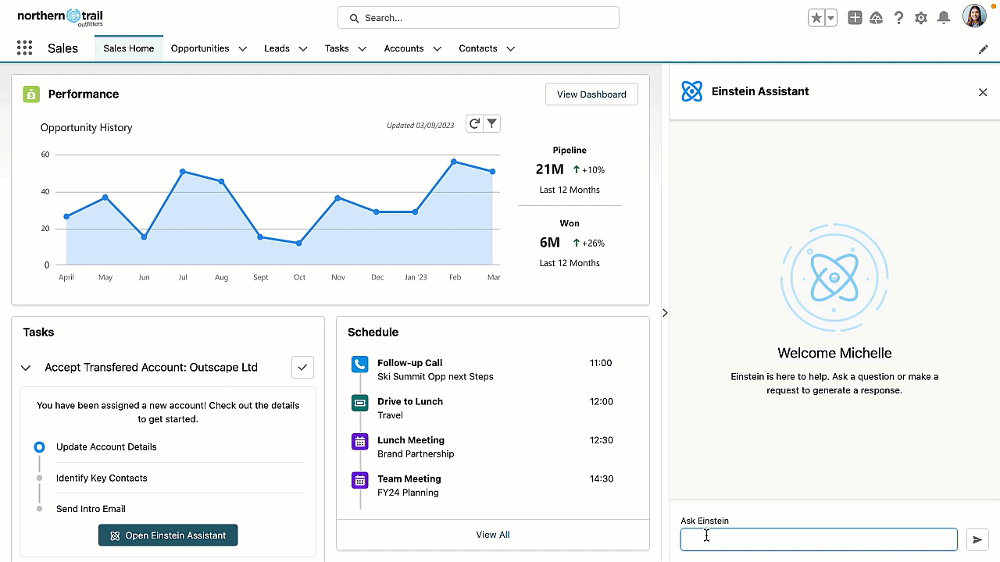 northern trail
outfitters
Search...
Sales
Sales Home
Opportunities
Leads
Tasks
Accounts
Contacts
Performance
View Dashboard
Opportunity History
Updated 03/09/2023
60
40
20
0
April May Jun Jul Aug Sept Oct Nov Dec Jan '23 Feb Mar
Pipeline
21M +10%
Last 12 Months
Won
6M +26%
Last 12 Months
Tasks
Accept Transfered Account: Outscape Ltd
You have been assigned a new account! Check out the details
to get started.
Update Account Details
Identify Key Contacts
Send Intro Email
Open Einstein Assistant
Schedule
Follow-up Call 11:00
Ski Summit Opp next Steps
Drive to Lunch 12:00
Travel
Lunch Meeting 12:30
Brand Partnership
Team Meeting 14:30
FY24 Planning
View All
Einstein Assistant
Welcome Michelle
Einstein is here to help. Ask a question or make a
request to generate a response.
Ask Einstein